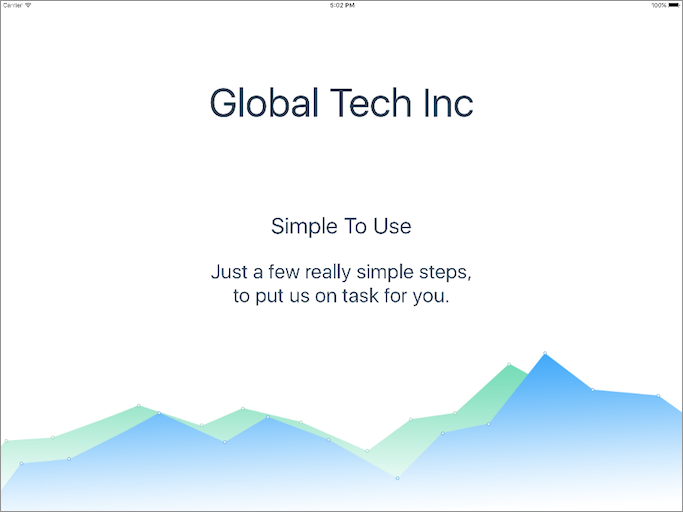 Carrier 5:02 PM 100%
Global Tech Inc
Simple To Use
Just a few really simple steps,
to put us on task for you.